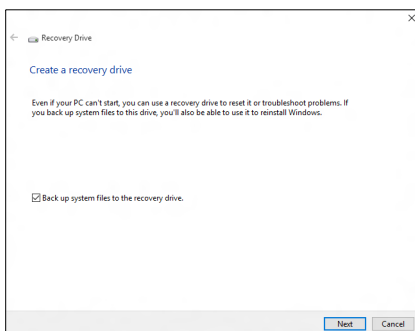 Recovery Drive
Create a recovery drive
Even if your PC can't start, you can use a recovery drive to reset it or troubleshoot problems. If
you back up system files to this drive, you'll also be able to use it to reinstall Windows.
Back up system files to the recovery drive.
Next Cancel